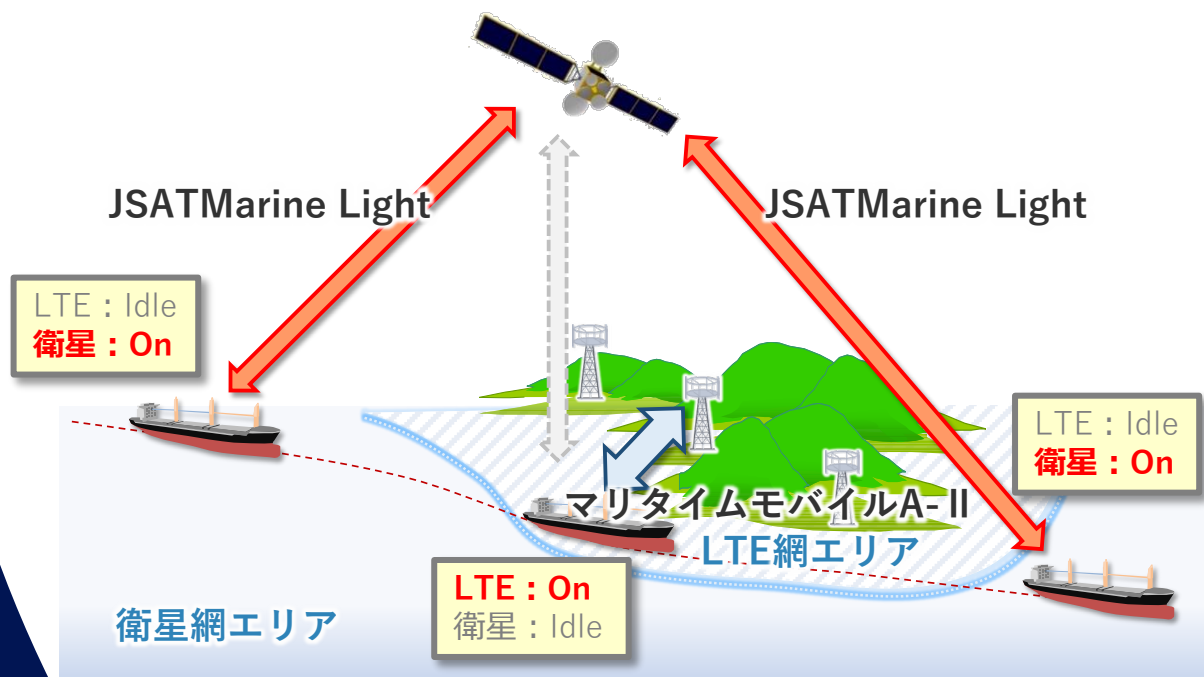 JSATMarine Light
JSATMarine Light
LTE：Idle
衛星：On
LTE：Idle
衛星：On
マリタイムモバイルA-Ⅱ
LTE網エリア
LTE：On
衛星：Idle
衛星網エリア